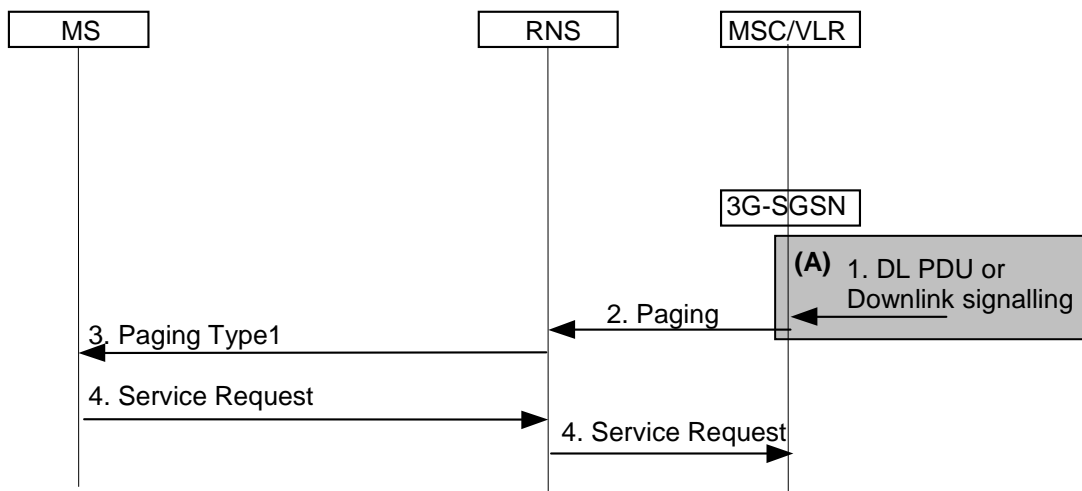 MS
RNS
MSC/VLR
3G-SGSN
(A) 1. DL PDU or
Downlink signalling
2. Paging
3. Paging Type1
4. Service Request
4. Service Request